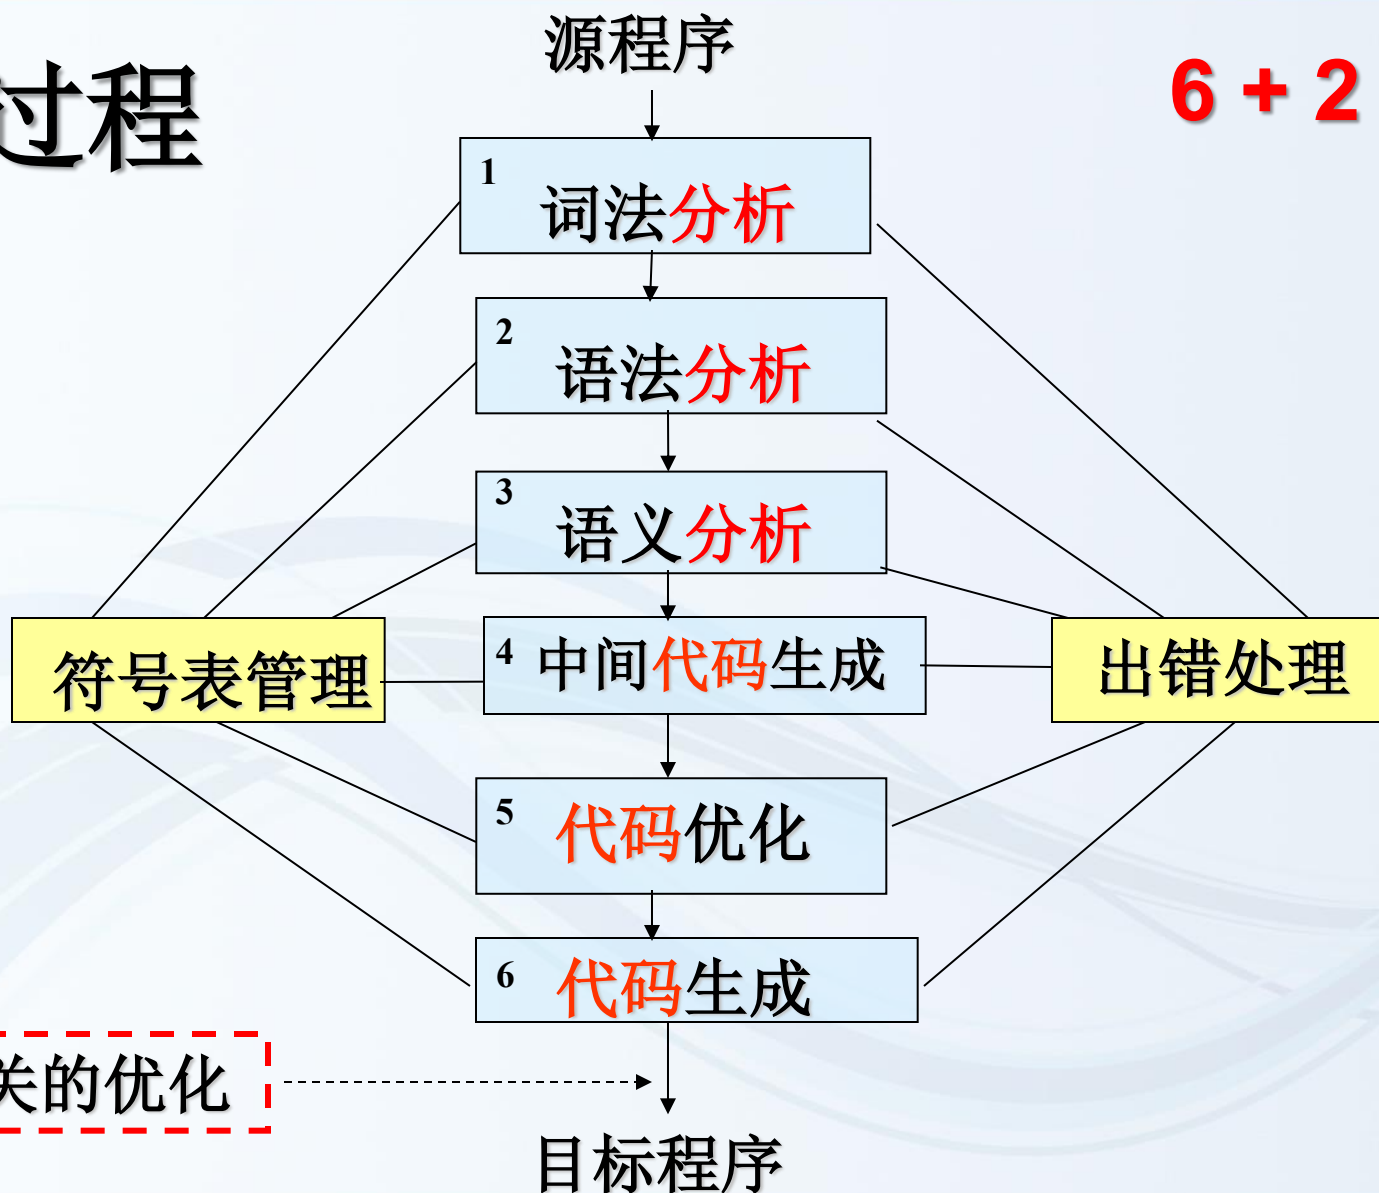 源程序
过程
6 + 2
1
词法分析
2
语法分析
3
语义分析
符号表管理
4 中间代码生成
出错处理
5
代码优化
6 代码生成
关的优化
目标程序